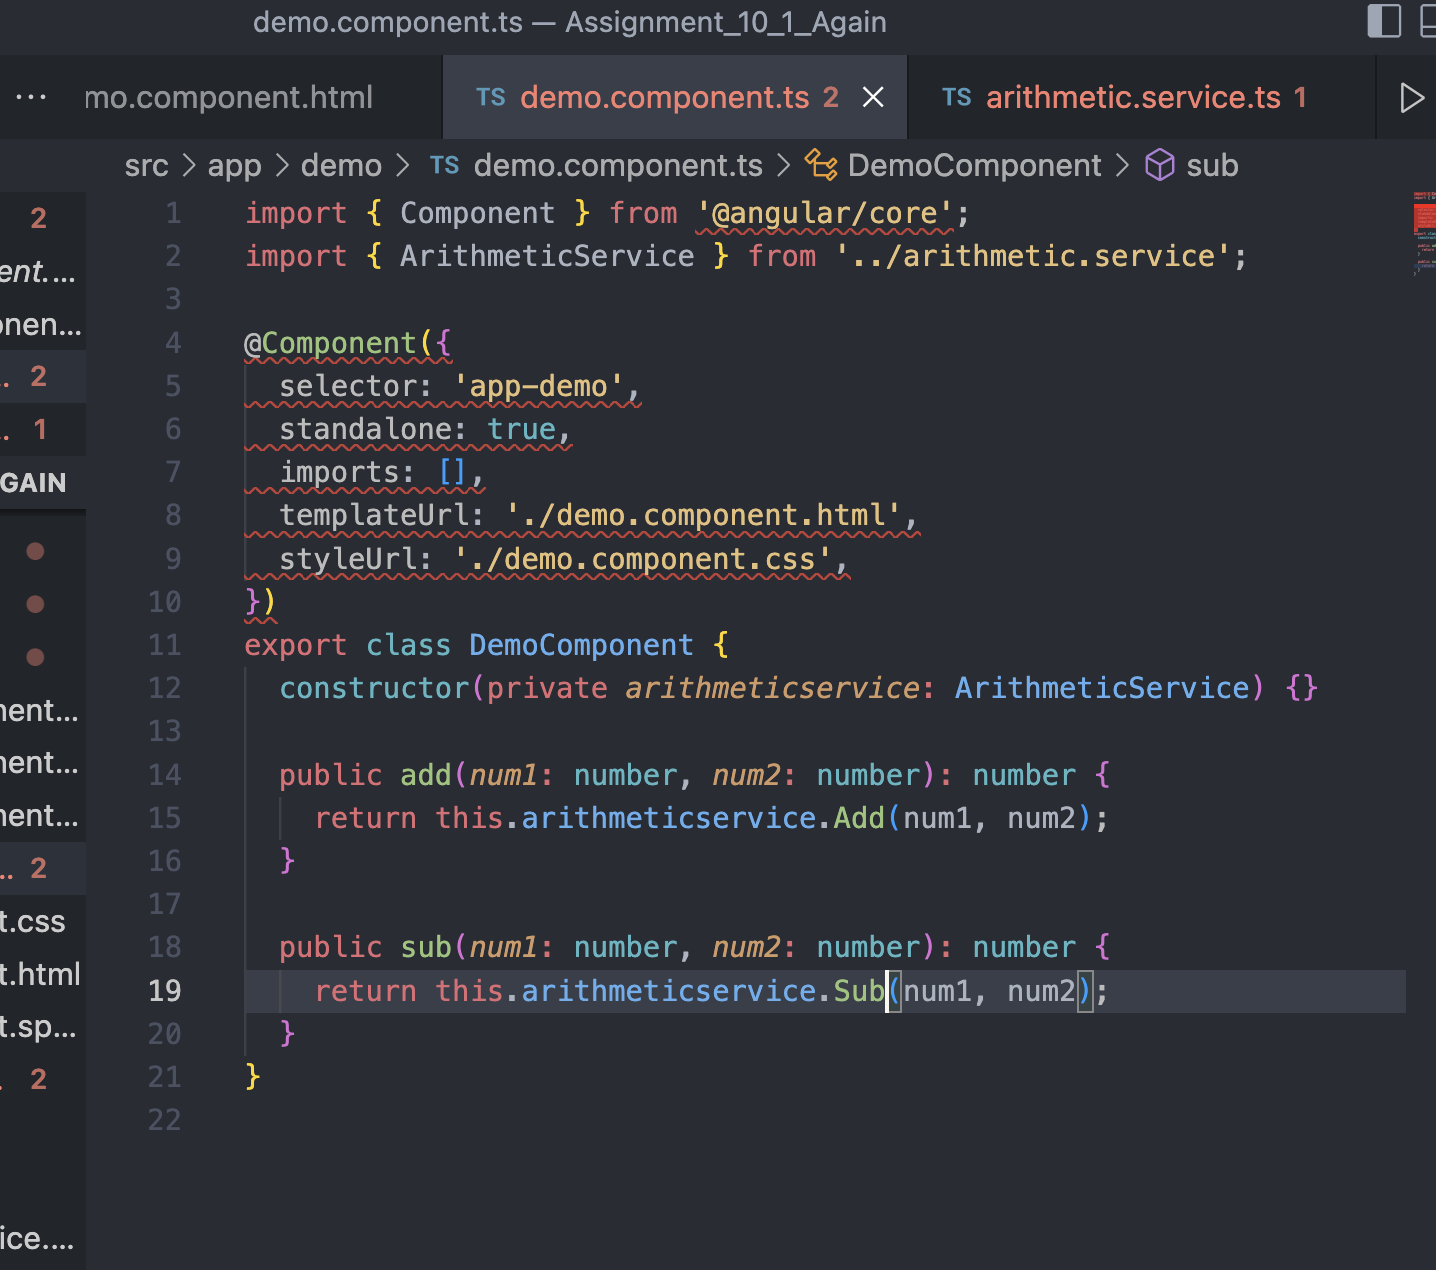 demo.component.ts — Assignment_10_1_Again
··· mo.component.html TS demo.component.ts 2 TS arithmetic.service.ts 1
src > app > demo > TS demo.component.ts > DemoComponent > sub
2
ent....
onen...
.. 2
.. 1
GAIN
nent...
nent...
nent...
.. 2
t.css
t.html
t.sp...
. 2
ice....
1 import { Component } from '@angular/core';
2 import { ArithmeticService } from '../arithmetic.service';
3
4 @Component({
5   selector: 'app-demo',
6   standalone: true,
7   imports: [],
8   templateUrl: './demo.component.html',
9   styleUrl: './demo.component.css',
10 })
11 export class DemoComponent {
12   constructor(private arithmeticservice: ArithmeticService) {}
13
14   public add(num1: number, num2: number): number {
15     return this.arithmeticservice.Add(num1, num2);
16   }
17
18   public sub(num1: number, num2: number): number {
19     return this.arithmeticservice.Sub(num1, num2);
20   }
21 }
22